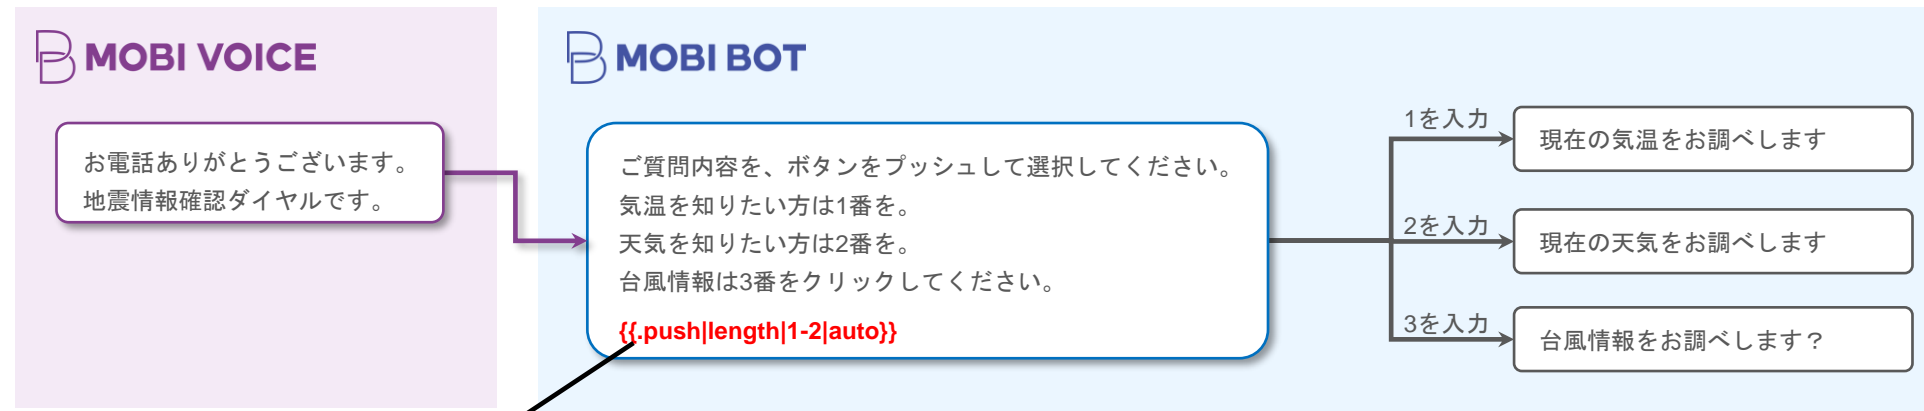 MOBI VOICE
お電話ありがとうございます。
地震情報確認ダイヤルです。
MOBI BOT
ご質問内容を、ボタンをプッシュして選択してください。
気温を知りたい方は1番を。
天気を知りたい方は2番を。
台風情報は3番をクリックしてください。
{{.push|length|1-2|auto}}
1を入力
現在の気温をお調べします
2を入力
現在の天気をお調べします
3を入力
台風情報をお調べします？